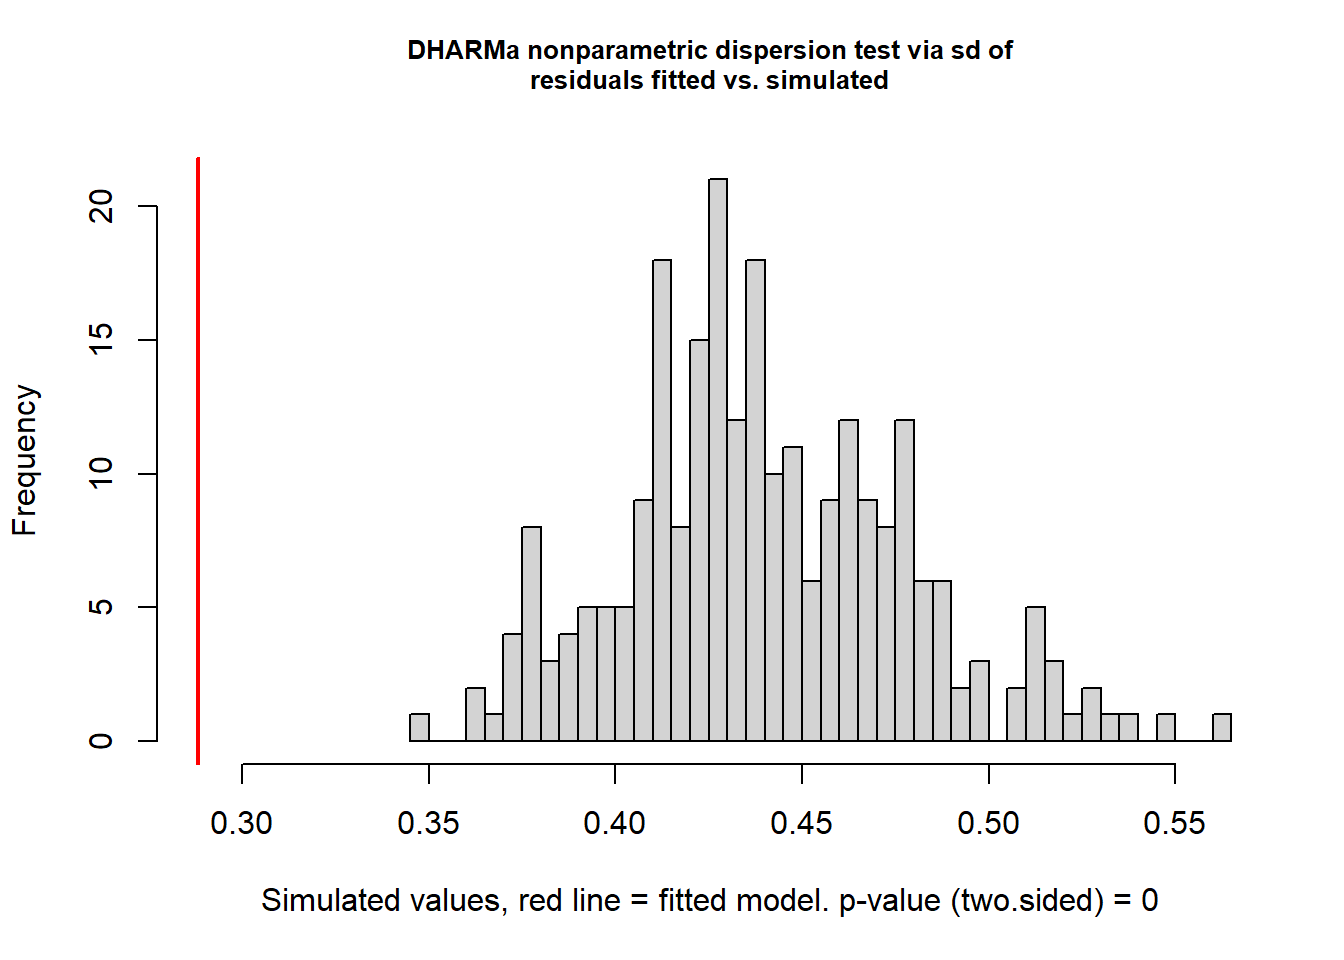 DHARMa nonparametric dispersion test via sd of
residuals fitted vs. simulated
Frequency
20
15
10
5
0
0.30 0.35 0.40 0.45 0.50 0.55
Simulated values, red line = fitted model. p-value (two.sided) = 0